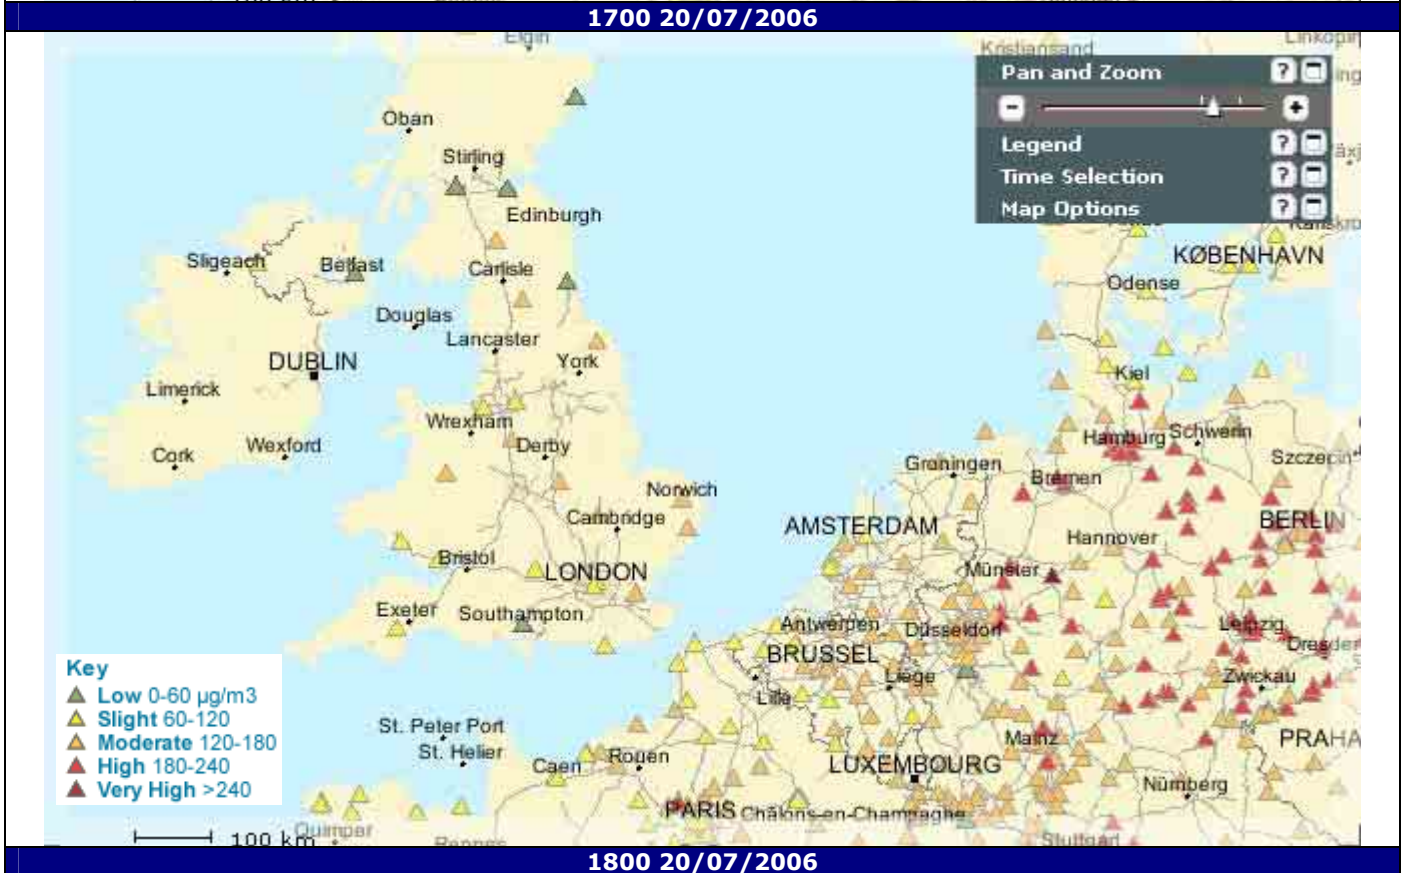 1700 20/07/2006
Elgin
Kristiansand
Pan and Zoom ?
Oban
- +
Stirling
Legend ?
Time Selection ?
Edinburgh
Map Options ?
Sligeach
Belfast
Carlisle
KØBENHAVN
Odense
Douglas
Lancaster
DUBLIN
York
Kiel
Limerick
Wrexham
Derby
Hamburg
Schwerin
Cork
Wexford
Groningen
Bremen
Norwich
Cambridge
AMSTERDAM
BERLIN
Hannover
Bristol
LONDON
Münster
Exeter
Southampton
Antwerpen
Düsseldorf
Leipzig
BRUSSEL
Liege
Zwickau
Lille
Key
Low 0-60 µg/m3
Slight 60-120
Moderate 120-180
High 180-240
Very High >240
St. Peter Port
St. Helier
Caen
Rouen
Mainz
PRAHA
LUXEMBOURG
Nürnberg
PARIS
Châlons-en-Champagne
100 km
Quimper
Rennes
Stuttgart
1800 20/07/2006